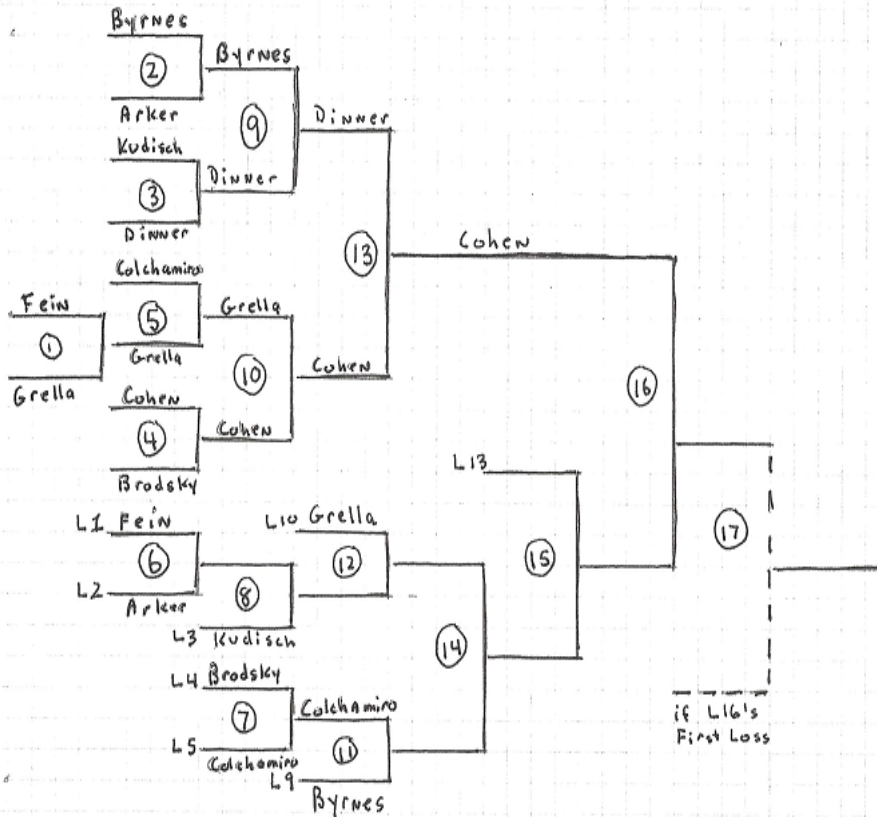 Byrnes
② Byrnes
Arker
⑨ Dinner
Kudisch
③ Dinner
Dinner
⑬ Cohen
Colchamiro
Fein
⑤ Grella
① Grella
Grella
⑩ Cohen
Cohen
④ Cohen
Brodsky
⑯
L13
L1 Fein
L10 Grella
⑥
⑫
⑮
⑰
L2 Arker
⑧
L3 Kudisch
⑭
L4 Brodsky
⑦ Colchamiro
if L16's
First Loss
L5 Colchamiro
⑪
L9 Byrnes